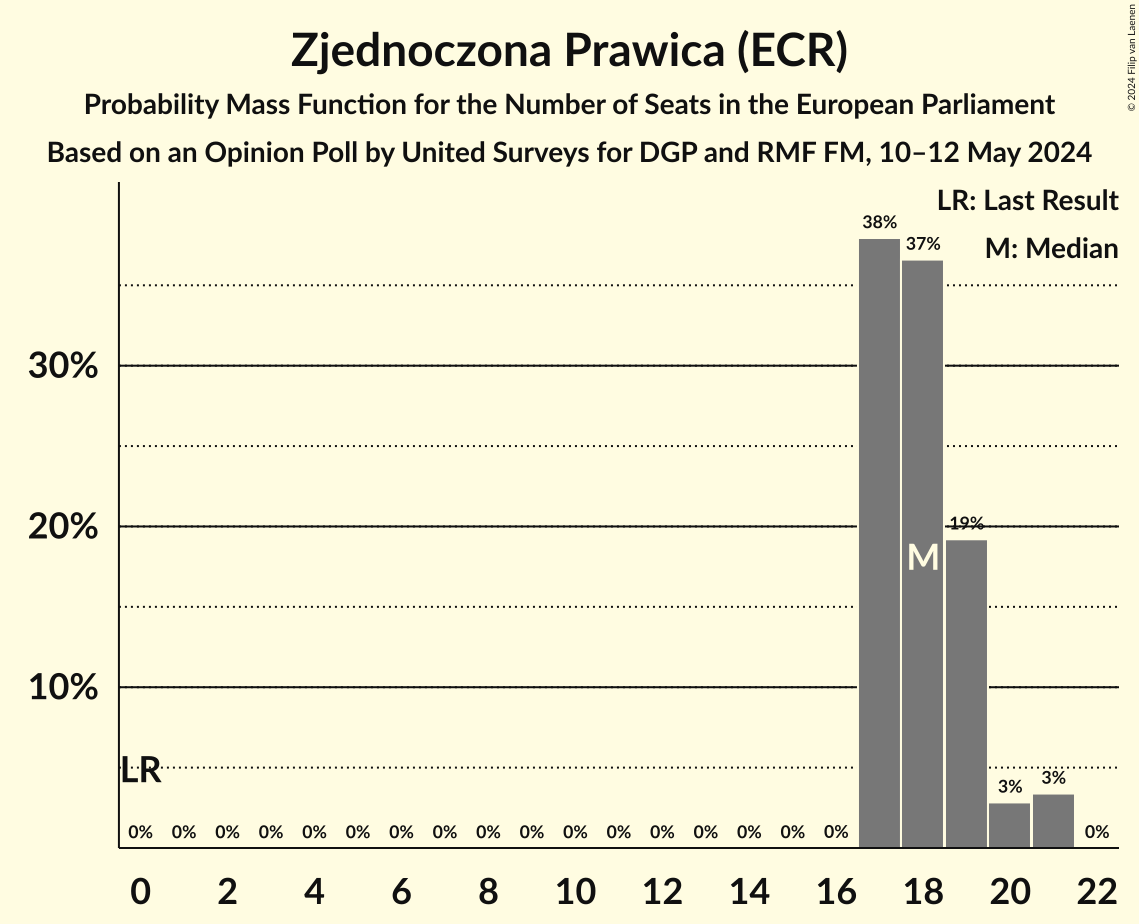 Zjednoczona Prawica (ECR)
Probability Mass Function for the Number of Seats in the European Parliament
Based on an Opinion Poll by United Surveys for DGP and RMF FM, 10–12 May 2024
© 2024 Filip van Laenen
LR: Last Result
M: Median
38%
37%
30%
20%
19%
M
10%
LR
3%
3%
0% 0% 0% 0% 0% 0% 0% 0% 0% 0% 0% 0% 0% 0% 0% 0% 0% 0%
0 2 4 6 8 10 12 14 16 18 20 22